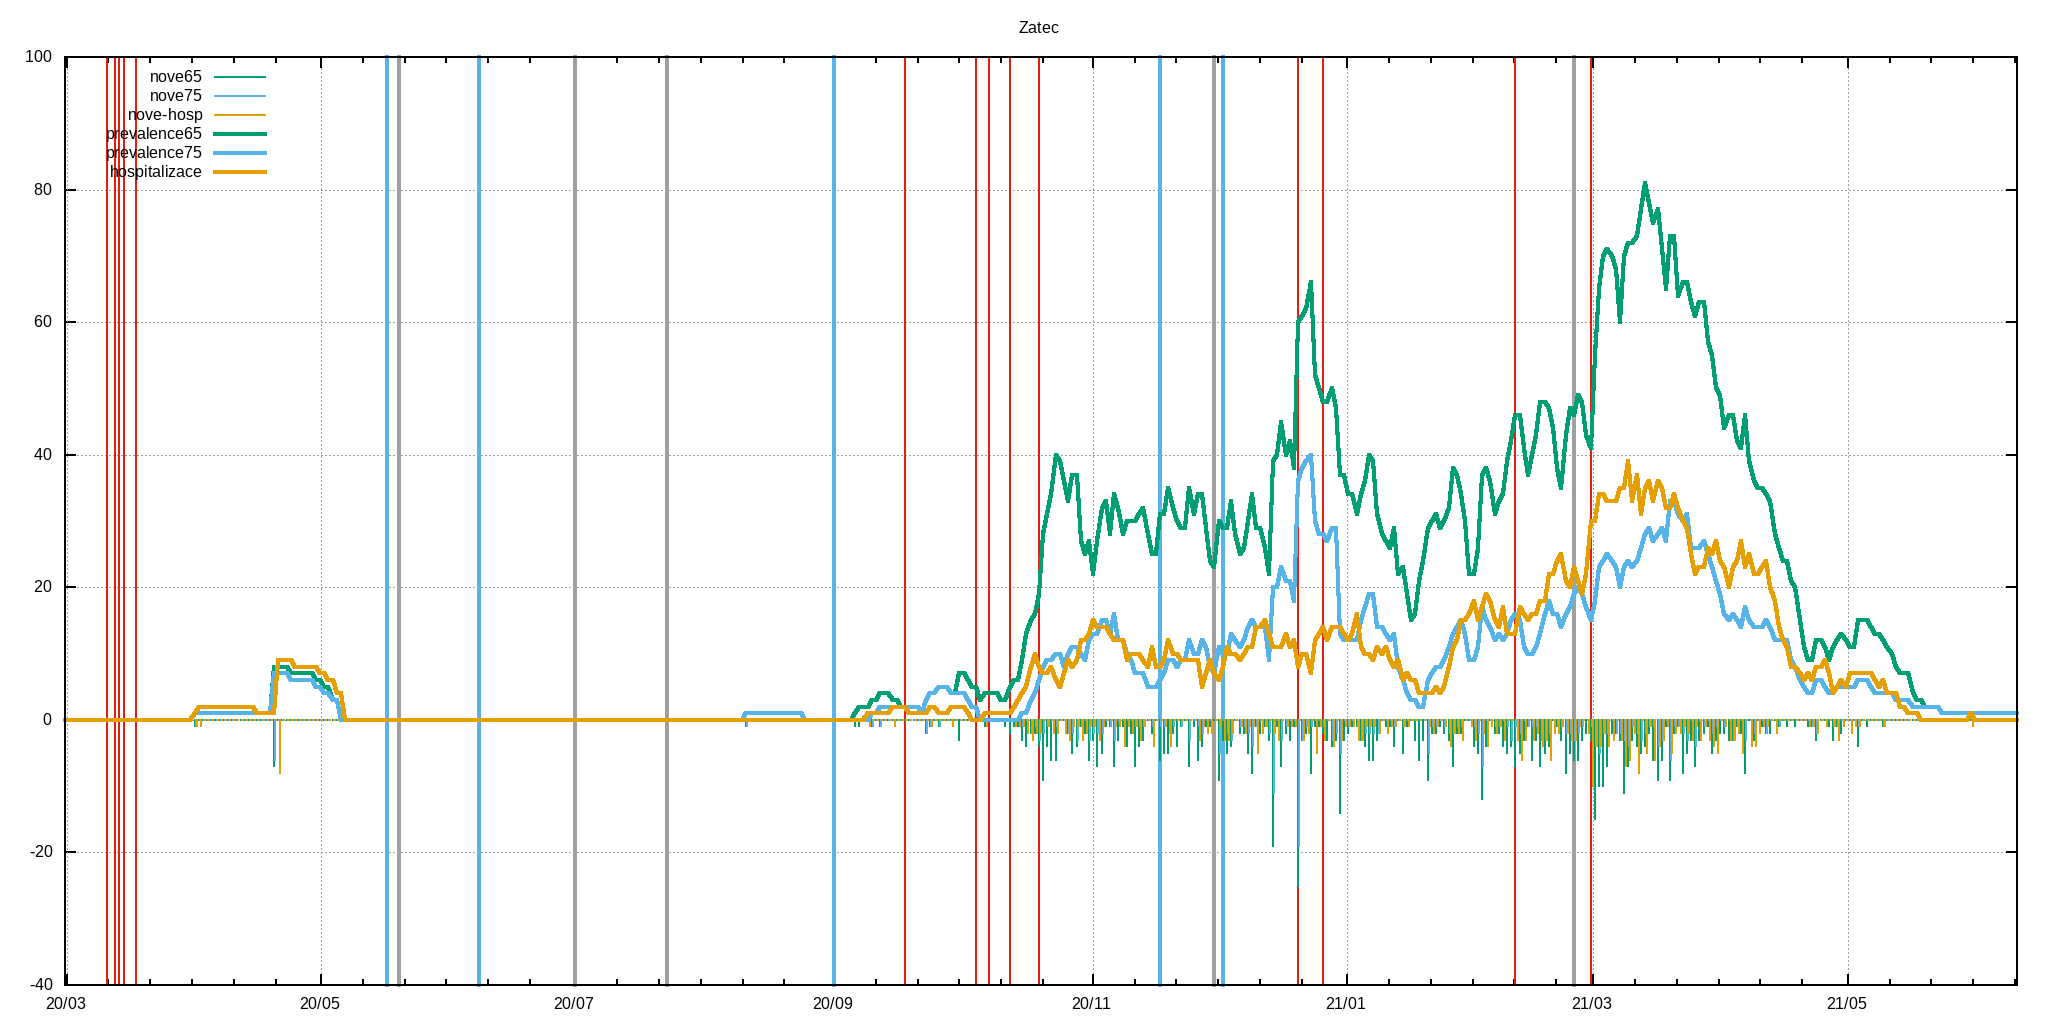 Zatec
100
80
60
40
20
0
-20
-40
nove65
nove75
nove-hosp
prevalence65
prevalence75
hospitalizace
20/03 20/05 20/07 20/09 20/11 21/01 21/03 21/05